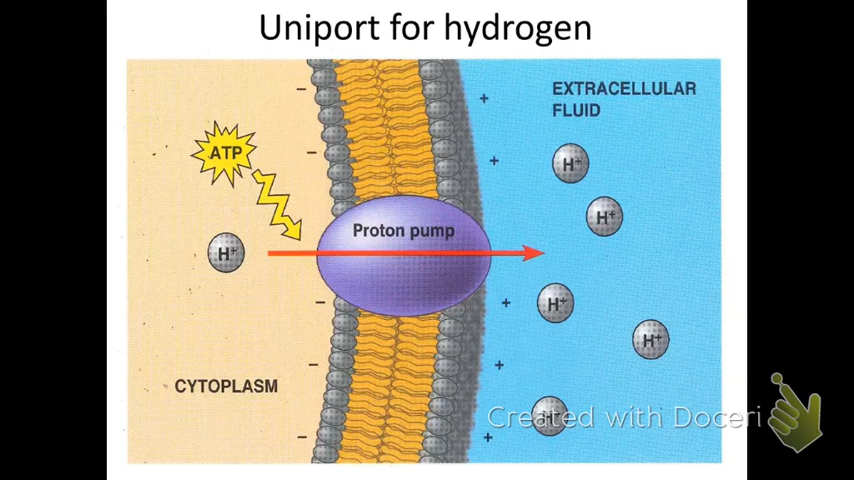 Uniport for hydrogen
EXTRACELLULAR
FLUID
ATP
H+
H+
Proton pump
H+
H+
H+
CYTOPLASM
H+
Created with Doceri